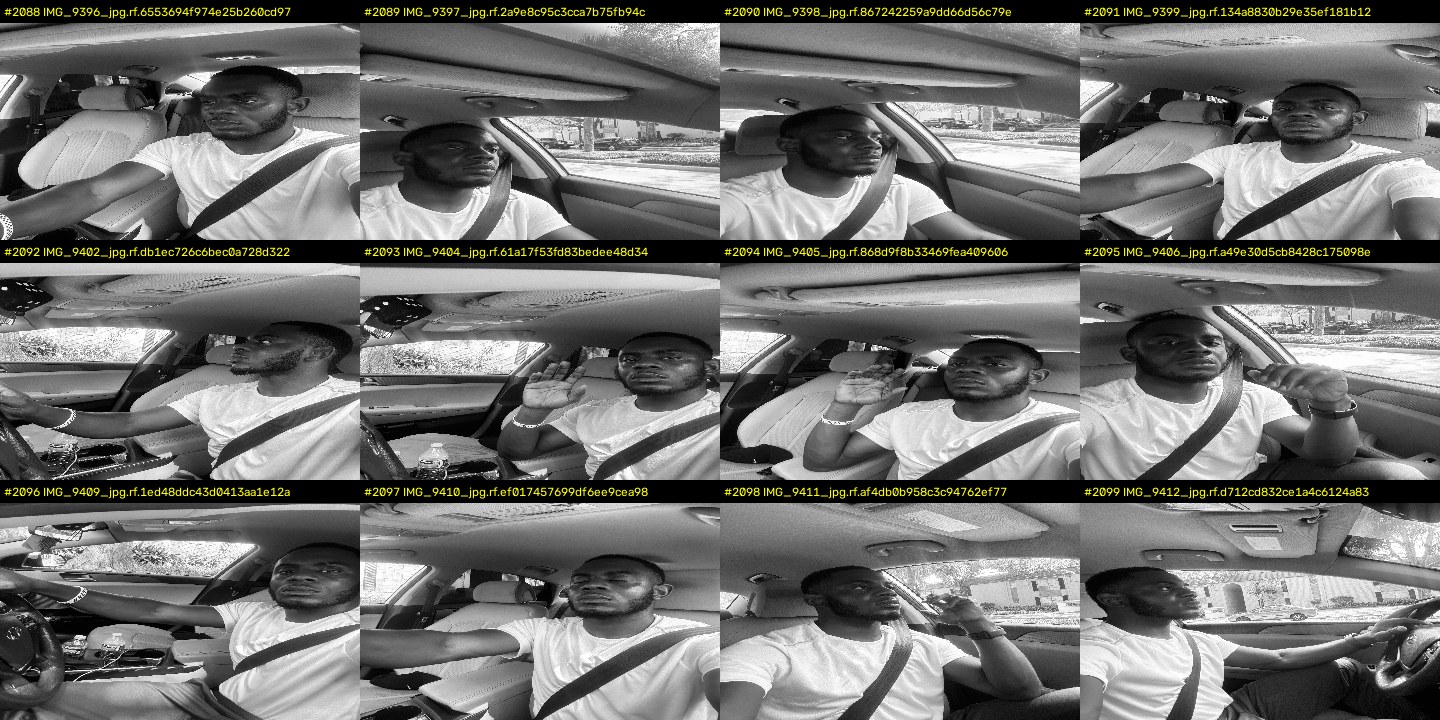 #2088 IMG_9396_jpg.rf.6553694f974e25b260cd97
#2089 IMG_9397_jpg.rf.2a9e8c95c3cca7b75fb94c
#2090 IMG_9398_jpg.rf.867242259a9dd66d56c79e
#2091 IMG_9399_jpg.rf.134a8830b29e35ef181b12
#2092 IMG_9402_jpg.rf.db1ec726c6bec0a728d322
#2093 IMG_9404_jpg.rf.61a17f53fd83bedee48d34
#2094 IMG_9405_jpg.rf.868d9f8b33469fea409606
#2095 IMG_9406_jpg.rf.a49e30d5cb8428c175098e
#2096 IMG_9409_jpg.rf.1ed48ddc43d0413aa1e12a
#2097 IMG_9410_jpg.rf.ef017457699df6ee9cea98
#2098 IMG_9411_jpg.rf.af4db0b958c3c94762ef77
#2099 IMG_9412_jpg.rf.d712cd832ce1a4c6124a83